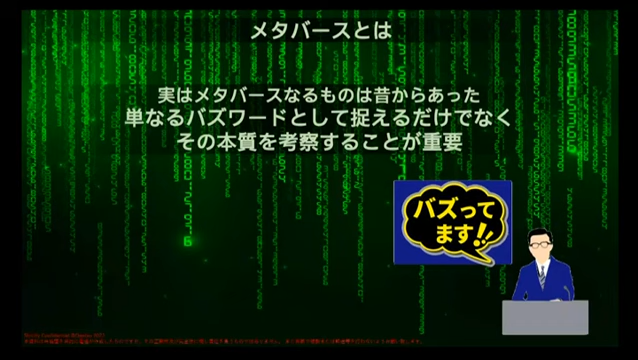 メタバースとは
実はメタバースなるものは昔からあった
単なるバズワードとして捉えるだけでなく
その本質を考察することが重要
バズって
ます!!